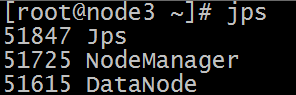 [root@node3 ~]# jps
51847 Jps
51725 NodeManager
51615 DataNode